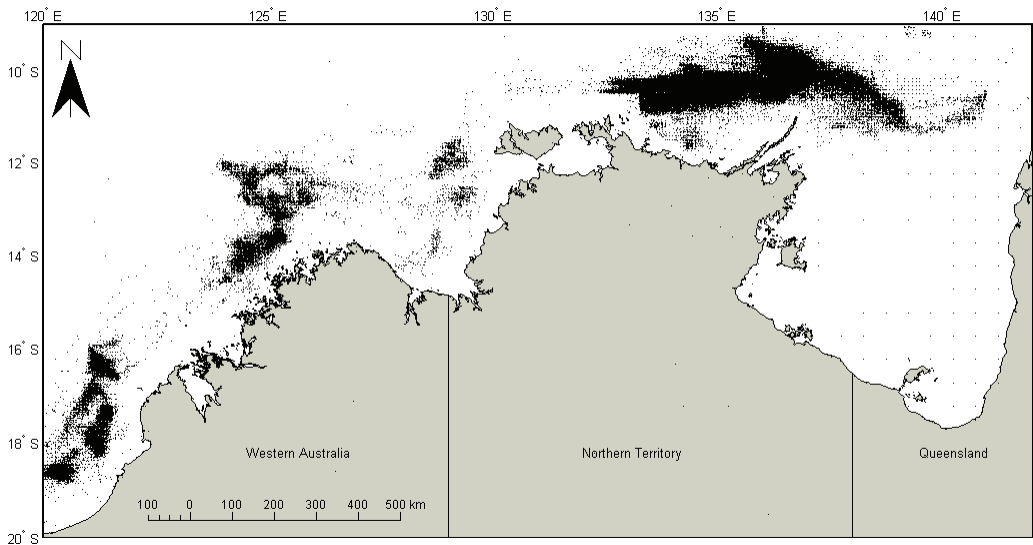 120° E 125° E 130° E 135° E 140° E
N
10° S
12° S
14° S
16° S
18° S
20° S
Western Australia Northern Territory Queensland
100 0 100 200 300 400 500 km